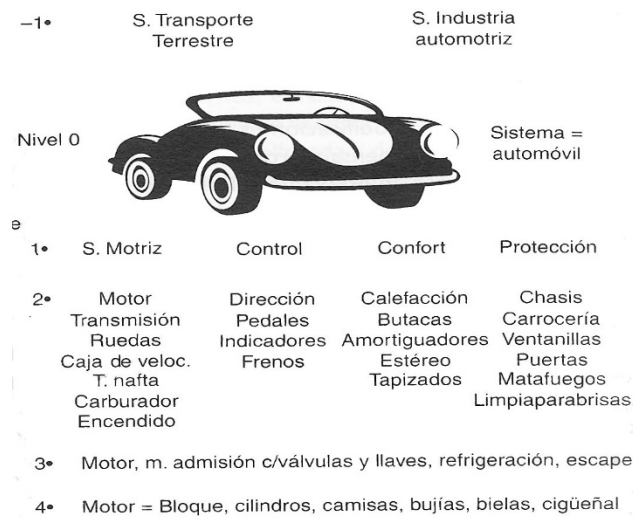 –1• S. Transporte Terrestre S. Industria automotriz
Nivel 0 Sistema = automóvil
e
1• S. Motriz Control Confort Protección
2• Motor Dirección Calefacción Chasis
Transmisión Pedales Butacas Carrocería
Ruedas Indicadores Amortiguadores Ventanillas
Caja de veloc. Frenos Estéreo Puertas
T. nafta Tapizados Matafuegos
Carburador Limpiaparabrisas
Encendido
3• Motor, m. admisión c/válvulas y llaves, refrigeración, escape
4• Motor = Bloque, cilindros, camisas, bujías, bielas, cigüeñal